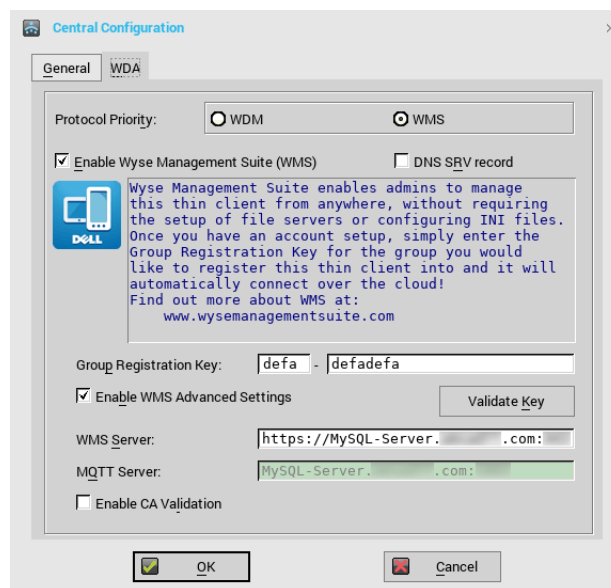 Central Configuration
General
WDA
Protocol Priority:
WDM
WMS
Enable Wyse Management Suite (WMS)
DNS SRV record
DELL
Wyse Management Suite enables admins to manage
this thin client from anywhere, without requiring
the setup of file servers or configuring INI files.
Once you have an account setup, simply enter the
Group Registration Key for the group you would
like to register this thin client into and it will
automatically connect over the cloud!
Find out more about WMS at:
www.wysemanagementsuite.com
Group Registration Key:
defa - defadefa
Enable WMS Advanced Settings
Validate Key
WMS Server:
https://MySQL-Server. .com:
MQTT Server:
MySQL-Server. .com:
Enable CA Validation
OK
Cancel